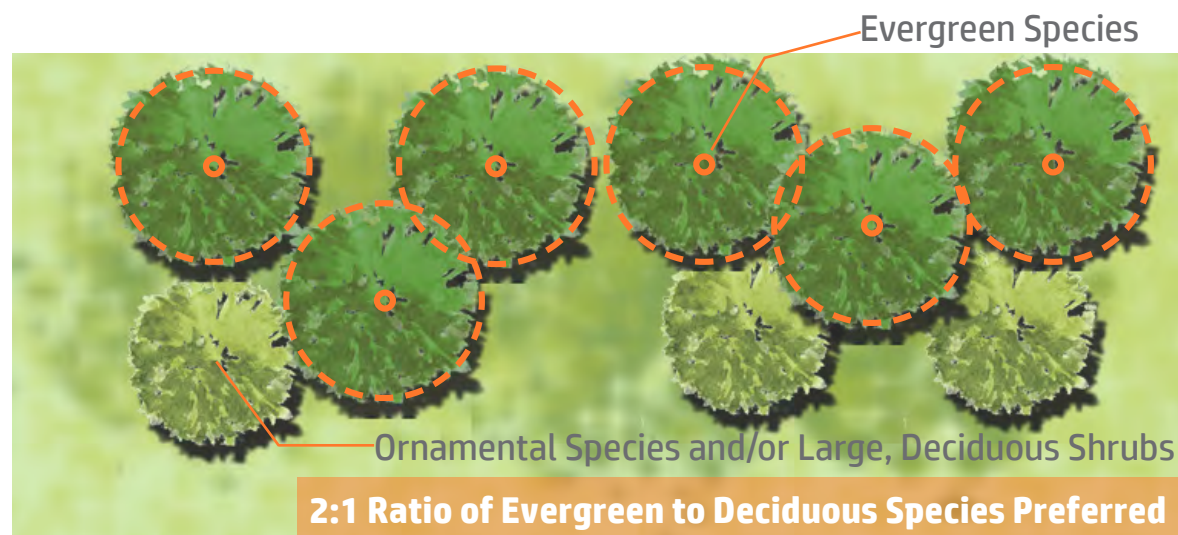 Evergreen Species
Ornamental Species and/or Large, Deciduous Shrubs
2:1 Ratio of Evergreen to Deciduous Species Preferred